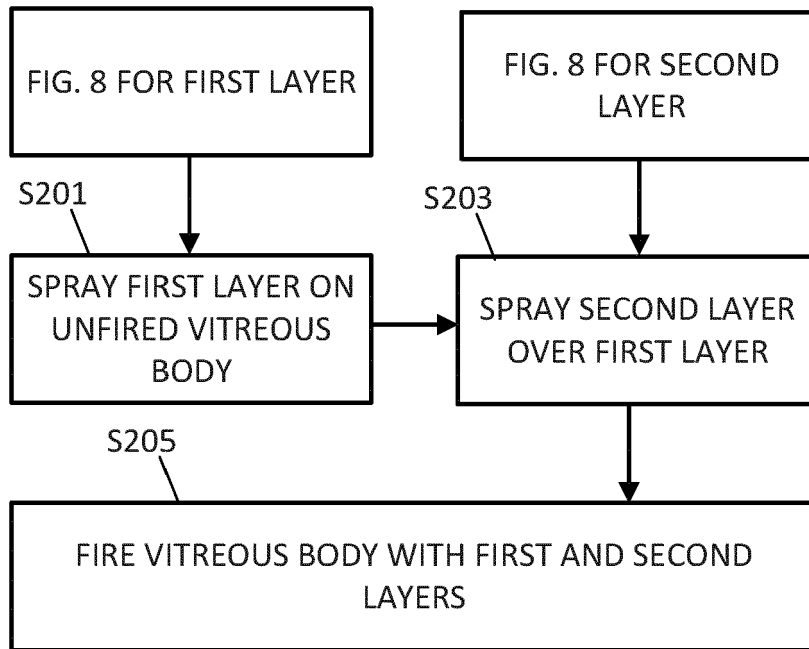 FIG. 8 FOR FIRST LAYER
FIG. 8 FOR SECOND
LAYER
S201
S203
SPRAY FIRST LAYER ON
UNFIRED VITREOUS
BODY
SPRAY SECOND LAYER
OVER FIRST LAYER
S205
FIRE VITREOUS BODY WITH FIRST AND SECOND
LAYERS